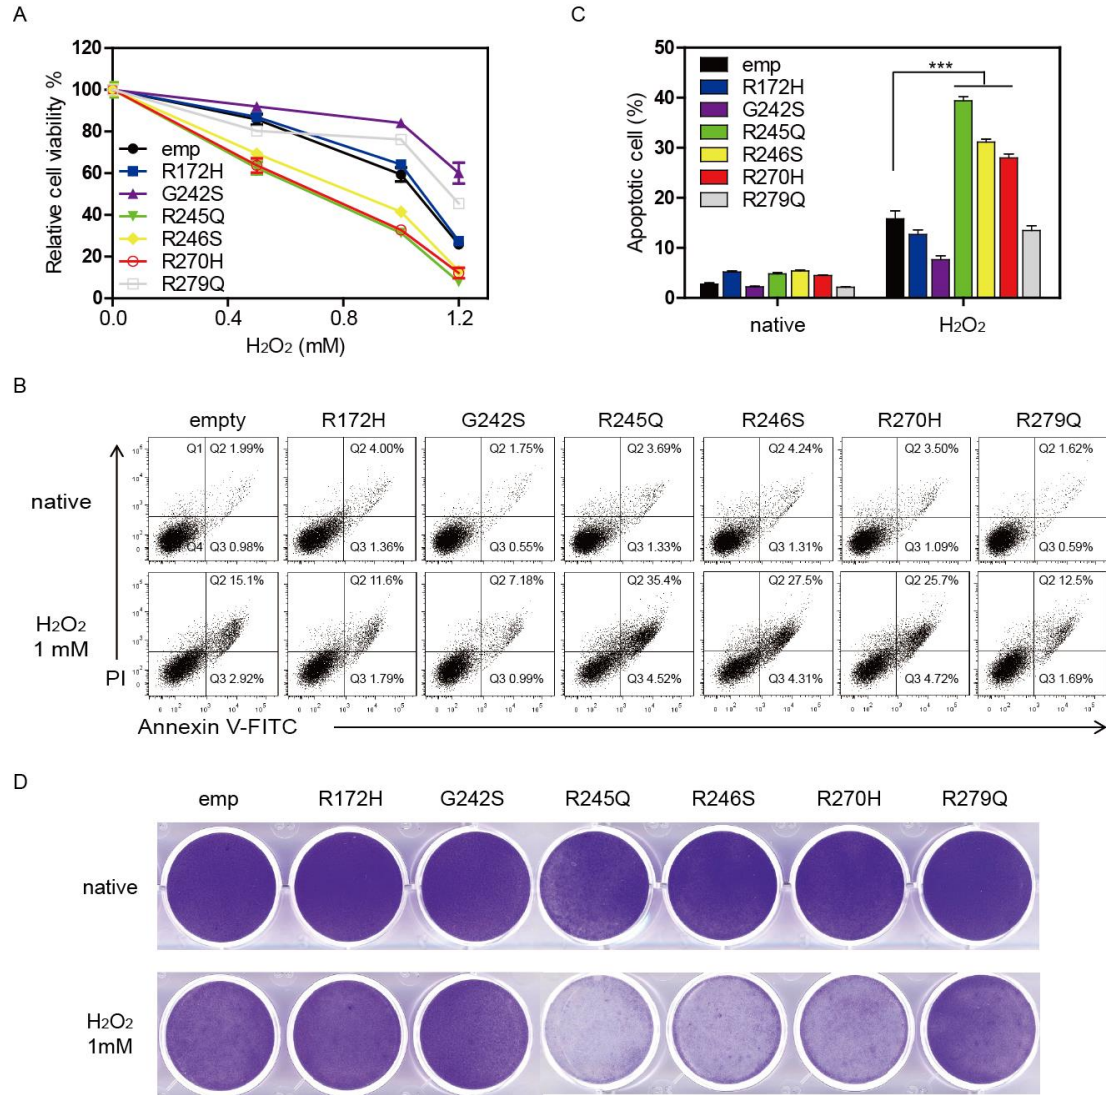 A
120
100
80
60
40
20
0
Relative cell viability %
emp
R172H
G242S
R245Q
R246S
R270H
R279Q
0.0 0.4 0.8 1.2
H2O2 (mM)
C
50
40
30
20
10
0
Apoptotic cell (%)
emp
R172H
G242S
R245Q
R246S
R270H
R279Q
***
native H2O2
B
empty R172H G242S R245Q R246S R270H R279Q
native
Q1 Q2 1.99% Q2 4.00% Q2 1.75% Q2 3.69% Q2 4.24% Q2 3.50% Q2 1.62%
Q4 Q3 0.98% Q3 1.36% Q3 0.55% Q3 1.33% Q3 1.31% Q3 1.09% Q3 0.59%
H2O2
1 mM
Q2 15.1% Q2 11.6% Q2 7.18% Q2 35.4% Q2 27.5% Q2 25.7% Q2 12.5%
Q3 2.92% Q3 1.79% Q3 0.99% Q3 4.52% Q3 4.31% Q3 4.72% Q3 1.69%
PI
Annexin V-FITC
D
emp R172H G242S R245Q R246S R270H R279Q
native
H2O2
1mM